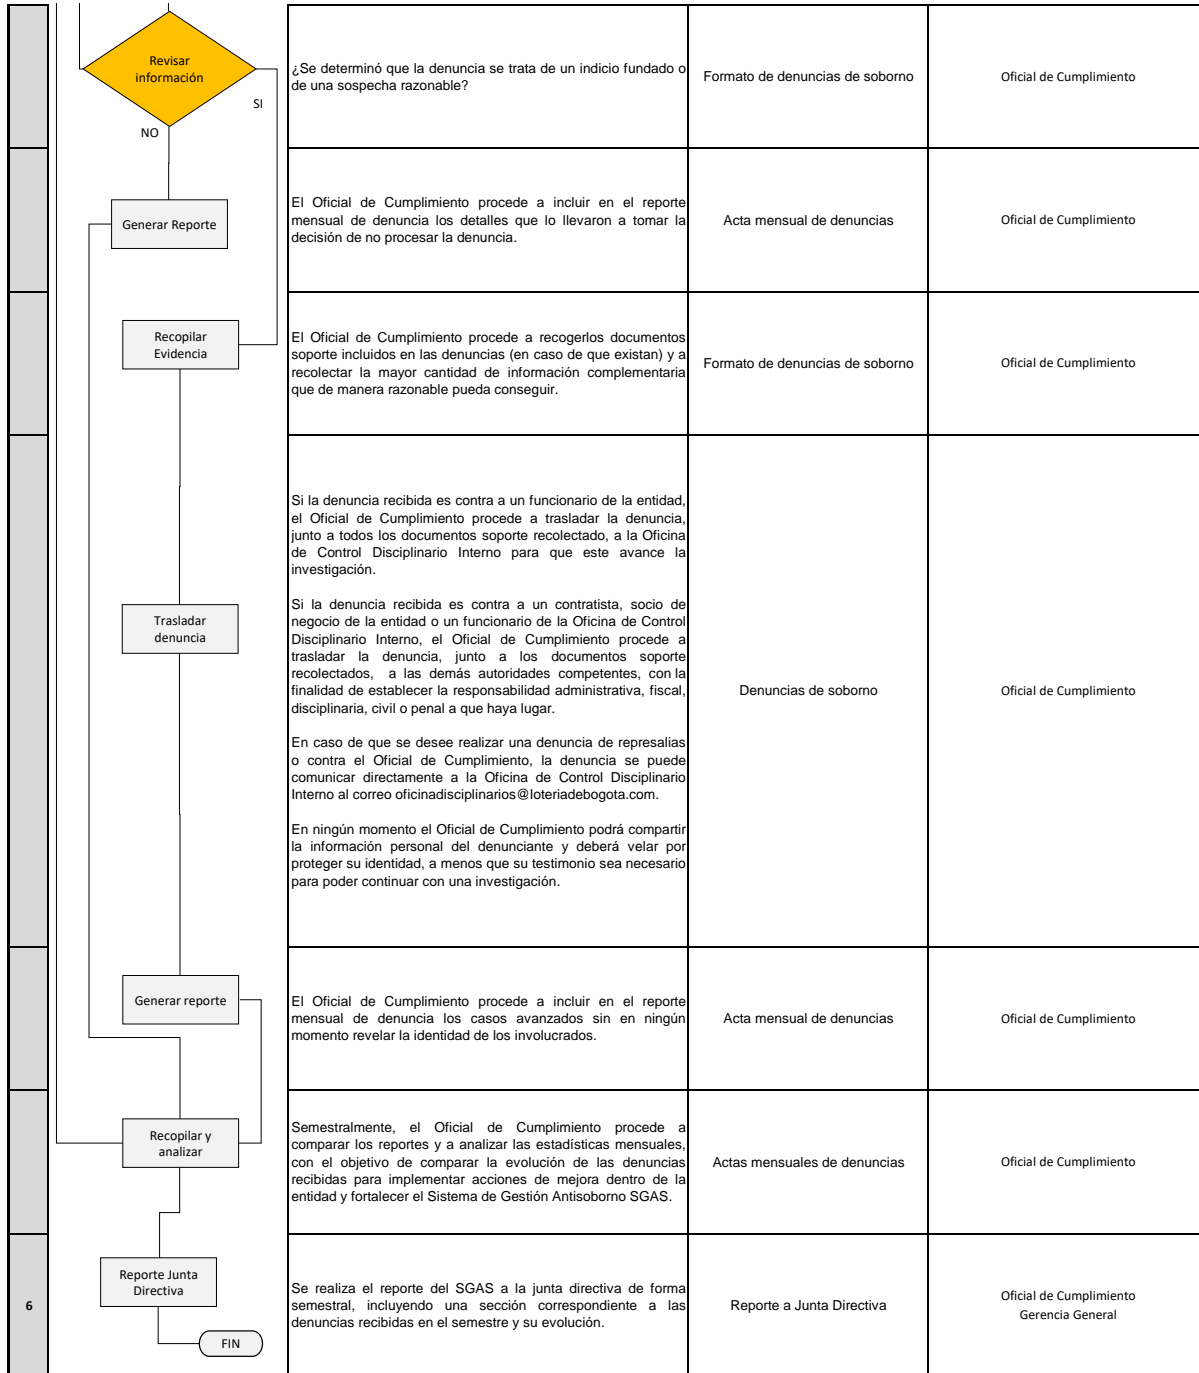 Revisar
información
SI
NO
¿Se determinó que la denuncia se trata de un indicio fundado o
de una sospecha razonable?
Formato de denuncias de soborno
Oficial de Cumplimiento
Generar Reporte
El Oficial de Cumplimiento procede a incluir en el reporte
mensual de denuncia los detalles que lo llevaron a tomar la
decisión de no procesar la denuncia.
Acta mensual de denuncias
Oficial de Cumplimiento
Recopilar
Evidencia
El Oficial de Cumplimiento procede a recogerlos documentos
soporte incluidos en las denuncias (en caso de que existan) y a
recolectar la mayor cantidad de información complementaria
que de manera razonable pueda conseguir.
Formato de denuncias de soborno
Oficial de Cumplimiento
Trasladar
denuncia
Si la denuncia recibida es contra a un funcionario de la entidad,
el Oficial de Cumplimiento procede a trasladar la denuncia,
junto a todos los documentos soporte recolectado, a la Oficina
de Control Disciplinario Interno para que este avance la
investigación.
Si la denuncia recibida es contra a un contratista, socio de
negocio de la entidad o un funcionario de la Oficina de Control
Disciplinario Interno, el Oficial de Cumplimiento procede a
trasladar la denuncia, junto a los documentos soporte
recolectados, a las demás autoridades competentes, con la
finalidad de establecer la responsabilidad administrativa, fiscal,
disciplinaria, civil o penal a que haya lugar.
En caso de que se desee realizar una denuncia de represalias
o contra el Oficial de Cumplimiento, la denuncia se puede
comunicar directamente a la Oficina de Control Disciplinario
Interno al correo oficinadisciplinarios@loteriadebogota.com.
En ningún momento el Oficial de Cumplimiento podrá compartir
la información personal del denunciante y deberá velar por
proteger su identidad, a menos que su testimonio sea necesario
para poder continuar con una investigación.
Denuncias de soborno
Oficial de Cumplimiento
Generar reporte
El Oficial de Cumplimiento procede a incluir en el reporte
mensual de denuncia los casos avanzados sin en ningún
momento revelar la identidad de los involucrados.
Acta mensual de denuncias
Oficial de Cumplimiento
Recopilar y
analizar
Semestralmente, el Oficial de Cumplimiento procede a
comparar los reportes y a analizar las estadísticas mensuales,
con el objetivo de comparar la evolución de las denuncias
recibidas para implementar acciones de mejora dentro de la
entidad y fortalecer el Sistema de Gestión Antisoborno SGAS.
Actas mensuales de denuncias
Oficial de Cumplimiento
6
Reporte Junta
Directiva
FIN
Se realiza el reporte del SGAS a la junta directiva de forma
semestral, incluyendo una sección correspondiente a las
denuncias recibidas en el semestre y su evolución.
Reporte a Junta Directiva
Oficial de Cumplimiento
Gerencia General